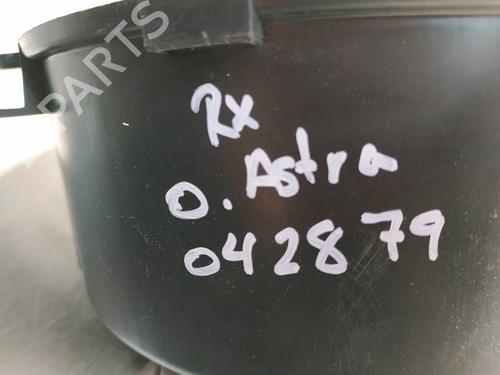 PARTS
Rx
O. Astra
042879